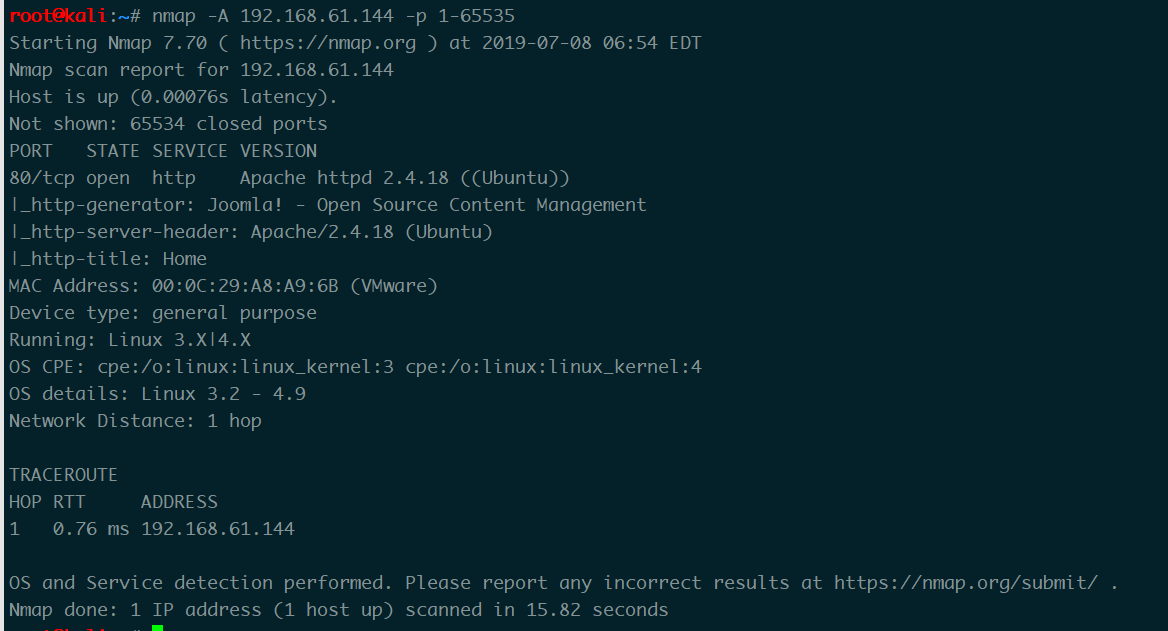 root@kali:~# nmap -A 192.168.61.144 -p 1-65535
Starting Nmap 7.70 ( https://nmap.org ) at 2019-07-08 06:54 EDT
Nmap scan report for 192.168.61.144
Host is up (0.00076s latency).
Not shown: 65534 closed ports
PORT   STATE SERVICE VERSION
80/tcp open  http    Apache httpd 2.4.18 ((Ubuntu))
|_http-generator: Joomla! - Open Source Content Management
|_http-server-header: Apache/2.4.18 (Ubuntu)
|_http-title: Home
MAC Address: 00:0C:29:A8:A9:6B (VMware)
Device type: general purpose
Running: Linux 3.X|4.X
OS CPE: cpe:/o:linux:linux_kernel:3 cpe:/o:linux:linux_kernel:4
OS details: Linux 3.2 - 4.9
Network Distance: 1 hop
TRACEROUTE
HOP RTT     ADDRESS
1   0.76 ms 192.168.61.144
OS and Service detection performed. Please report any incorrect results at https://nmap.org/submit/ .
Nmap done: 1 IP address (1 host up) scanned in 15.82 seconds